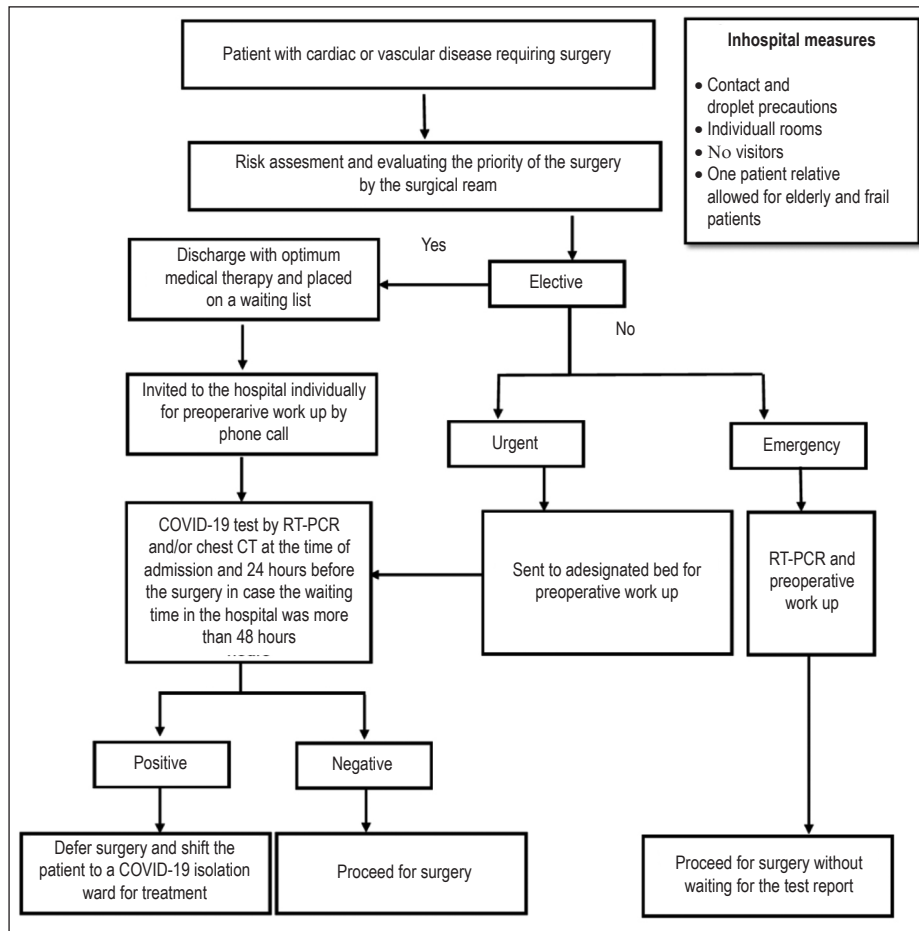 Patient with cardiac or vascular disease requiring surgery
Inhospital measures
• Contact and
droplet precautions
• Individuall rooms
• No visitors
• One patient relative
allowed for elderly and frail
patients
Risk assesment and evaluating the priority of the surgery
by the surgical ream
Yes
Discharge with optimum
medical therapy and placed
on a waiting list
Elective
No
Invited to the hospital individually
for preoperarive work up by
phone call
Urgent
Emergency
COVID-19 test by RT-PCR
and/or chest CT at the time of
admission and 24 hours before
the surgery in case the waiting
time in the hospital was more
than 48 hours
Sent to adesignated bed for
preoperative work up
RT-PCR and
preoperative
work up
Positive
Negative
Defer surgery and shift the
patient to a COVID-19 isolation
ward for treatment
Proceed for surgery
Proceed for surgery without
waiting for the test report